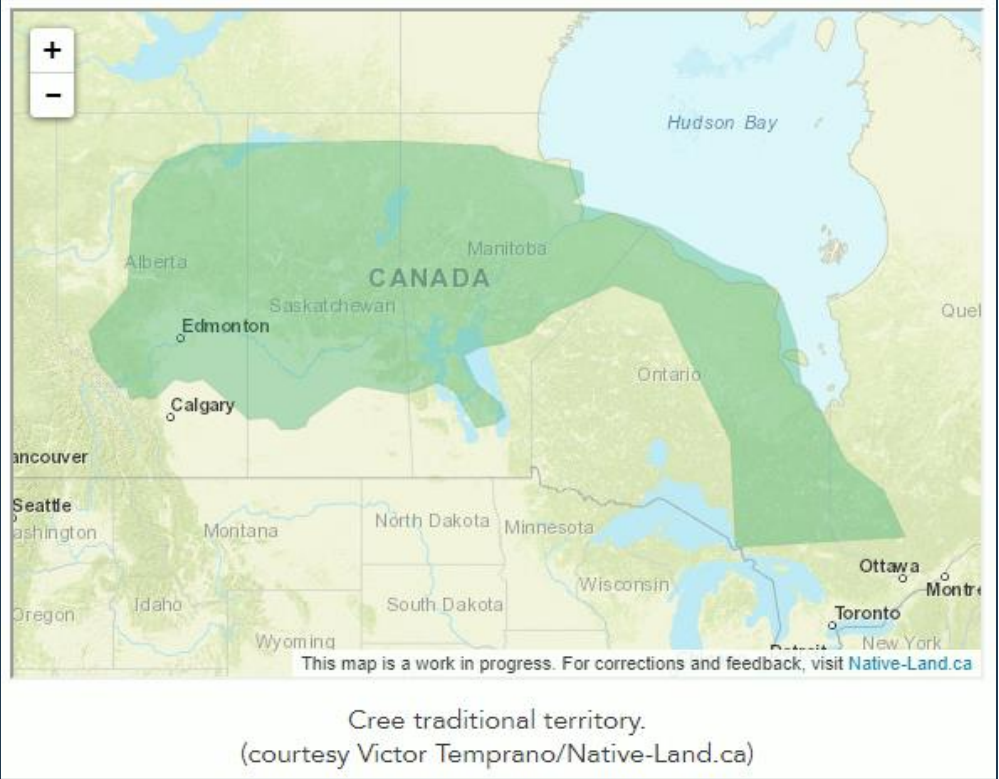 +
−
Hudson Bay
Manitoba
Alberta
CANADA
Saskatchewan
Quel
Edmonton
Ontario
Calgary
ancouver
Seattle
ashington
Montana
North Dakota
Minnesota
Ottawa
Montre
Wisconsin
Oregon
Idaho
South Dakota
Toronto
Wyoming
New York
Detroit
This map is a work in progress. For corrections and feedback, visit Native-Land.ca
Cree traditional territory.
(courtesy Victor Temprano/Native-Land.ca)